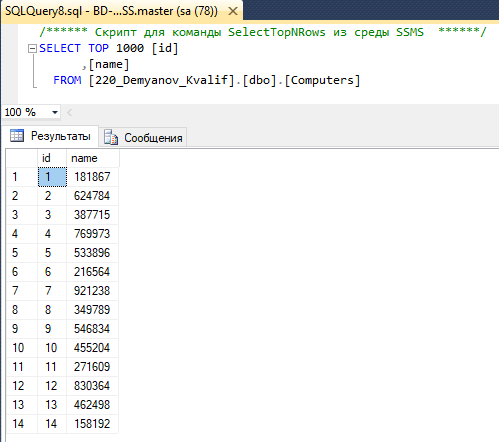 SQLQuery8.sql - BD-...SS.master (sa (78))
/****** Скрипт для команды SelectTopNRows из среды SSMS  ******/
SELECT TOP 1000 [id]
,[name]
FROM [220_Demyanov_Kvalif].[dbo].[Computers]
100 %
Результаты Сообщения
id name
1 1 181867
2 2 624784
3 3 387715
4 4 769973
5 5 533896
6 6 216564
7 7 921238
8 8 349789
9 9 546834
10 10 455204
11 11 271609
12 12 830364
13 13 462498
14 14 158192